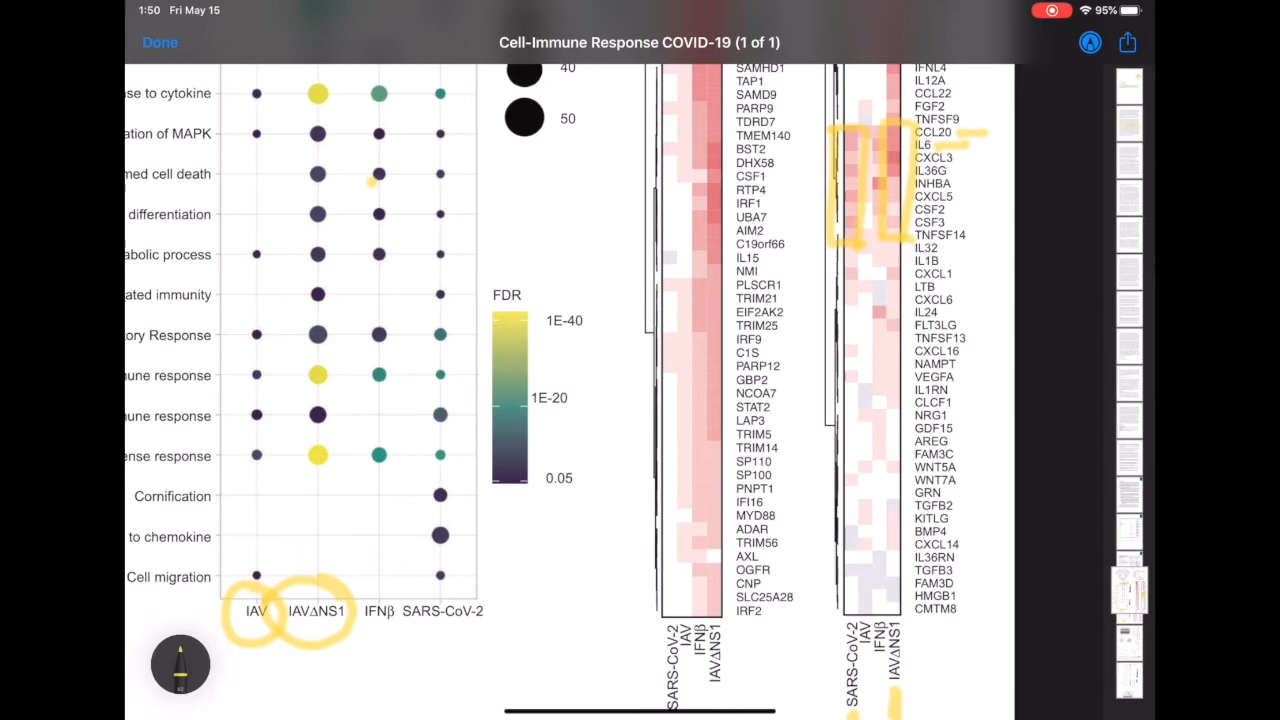 1:50 Fri May 15
95%
Done
Cell-Immune Response COVID-19 (1 of 1)
se to cytokine
ation of MAPK
med cell death
differentiation
abolic process
ated immunity
tory Response
une response
une response
ense response
Cornification
to chemokine
Cell migration
IAV
IAVΔNS1
IFNβ
SARS-CoV-2
40
50
FDR
1E-40
1E-20
0.05
SAMHD1
TAP1
SAMD9
PARP9
TDRD7
TMEM140
BST2
DHX58
CSF1
RTP4
IRF1
UBA7
AIM2
C19orf66
IL15
NMI
PLSCR1
TRIM21
EIF2AK2
TRIM25
IRF9
C1S
PARP12
GBP2
NCOA7
STAT2
LAP3
TRIM5
TRIM14
SP110
SP100
PNPT1
IFI16
MYD88
ADAR
TRIM56
AXL
OGFR
CNP
SLC25A28
IRF2
SARS-CoV-2
IAV
IFNβ
IAVΔNS1
IFNL4
IL12A
CCL22
FGF2
TNFSF9
CCL20
IL6
CXCL3
IL36G
INHBA
CXCL5
CSF2
CSF3
TNFSF14
IL32
IL1B
CXCL1
LTB
CXCL6
IL24
FLT3LG
TNFSF13
CXCL16
NAMPT
VEGFA
IL1RN
CLCF1
NRG1
GDF15
AREG
FAM3C
WNT5A
WNT7A
GRN
TGFB2
KITLG
BMP4
CXCL14
IL36RN
TGFB3
FAM3D
HMGB1
CMTM8
SARS-CoV-2
IAV
IFNβ
IAVΔNS1